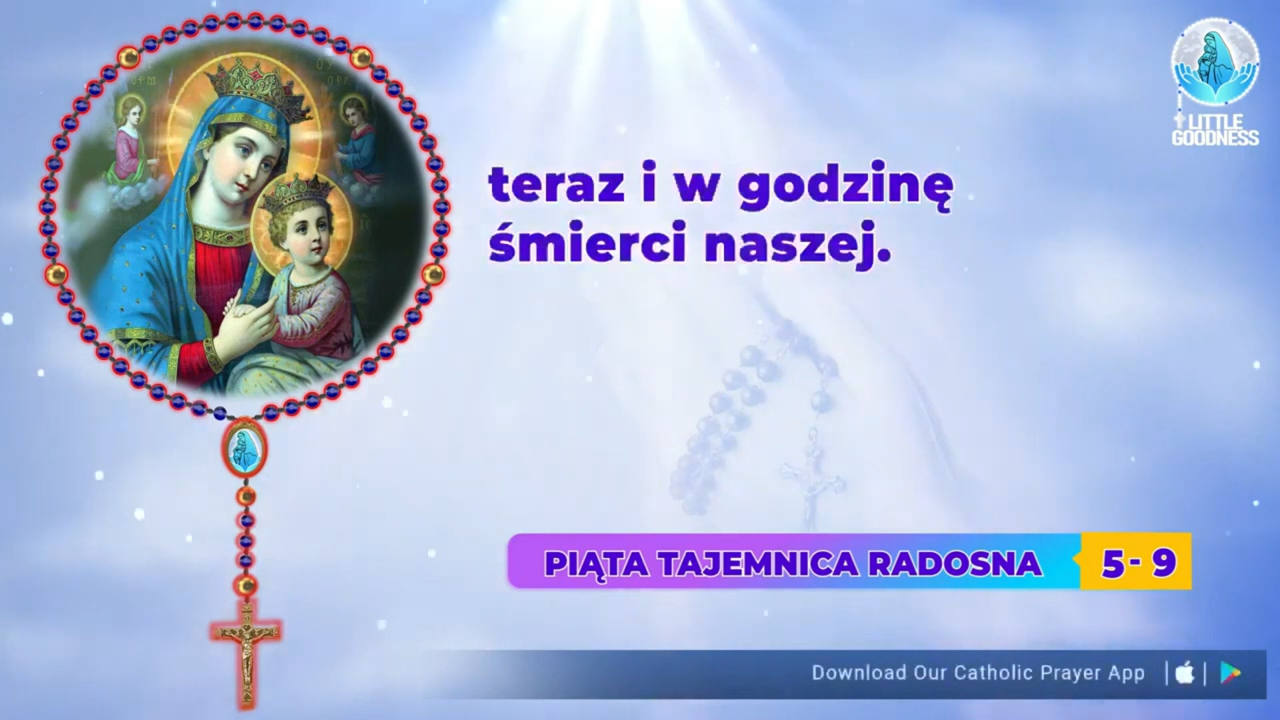 LITTLE
GOODNESS
teraz i w godzinę
śmierci naszej.
PIĄTA TAJEMNICA RADOSNA
5- 9
Download Our Catholic Prayer App